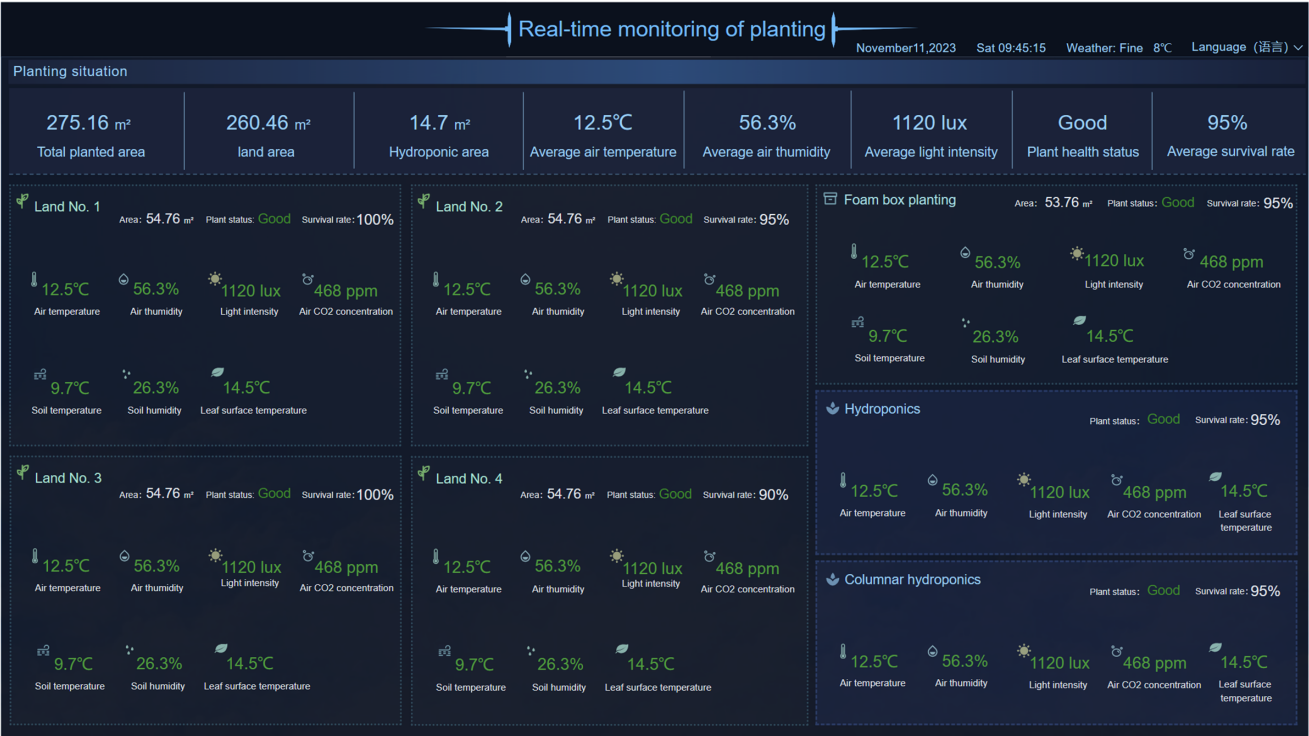 Real-time monitoring of planting
November11,2023 Sat 09:45:15 Weather: Fine 8℃ Language (语言)
Planting situation
275.16 m² 260.46 m² 14.7 m² 12.5℃ 56.3% 1120 lux Good 95%
Total planted area land area Hydroponic area Average air temperature Average air thumidity Average light intensity Plant health status Average survival rate
Land No. 1
Area: 54.76 m² Plant status: Good Survival rate: 100%
12.5℃ 56.3% 1120 lux 468 ppm
Air temperature Air thumidity Light intensity Air CO2 concentration
9.7℃ 26.3% 14.5℃
Soil temperature Soil humidity Leaf surface temperature
Land No. 2
Area: 54.76 m² Plant status: Good Survival rate: 95%
12.5℃ 56.3% 1120 lux 468 ppm
Air temperature Air thumidity Light intensity Air CO2 concentration
9.7℃ 26.3% 14.5℃
Soil temperature Soil humidity Leaf surface temperature
Foam box planting
Area: 53.76 m² Plant status: Good Survival rate: 95%
12.5℃ 56.3% 1120 lux 468 ppm
Air temperature Air thumidity Light intensity Air CO2 concentration
9.7℃ 26.3% 14.5℃
Soil temperature Soil humidity Leaf surface temperature
Land No. 3
Area: 54.76 m² Plant status: Good Survival rate: 100%
12.5℃ 56.3% 1120 lux 468 ppm
Air temperature Air thumidity Light intensity Air CO2 concentration
9.7℃ 26.3% 14.5℃
Soil temperature Soil humidity Leaf surface temperature
Land No. 4
Area: 54.76 m² Plant status: Good Survival rate: 90%
12.5℃ 56.3% 1120 lux 468 ppm
Air temperature Air thumidity Light intensity Air CO2 concentration
9.7℃ 26.3% 14.5℃
Soil temperature Soil humidity Leaf surface temperature
Hydroponics
Plant status: Good Survival rate: 95%
12.5℃ 56.3% 1120 lux 468 ppm 14.5℃
Air temperature Air thumidity Light intensity Air CO2 concentration Leaf surface
temperature
Columnar hydroponics
Plant status: Good Survival rate: 95%
12.5℃ 56.3% 1120 lux 468 ppm 14.5℃
Air temperature Air thumidity Light intensity Air CO2 concentration Leaf surface
temperature